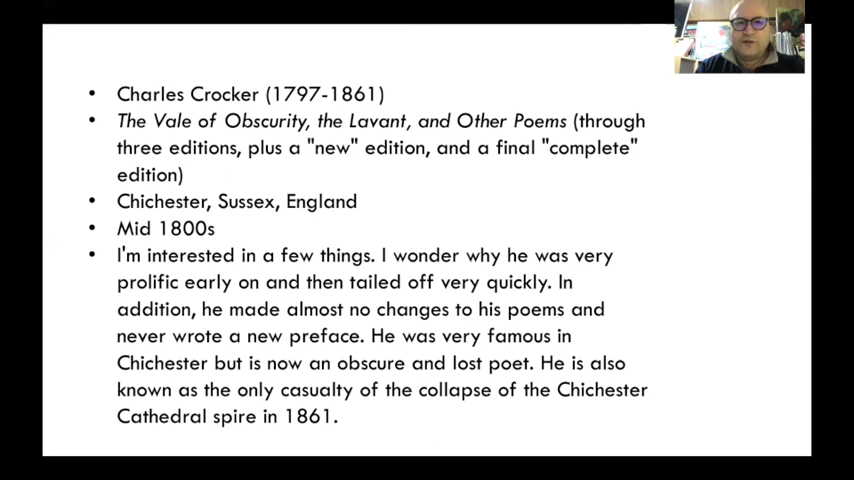 • Charles Crocker (1797-1861)
• The Vale of Obscurity, the Lavant, and Other Poems (through
three editions, plus a "new" edition, and a final "complete"
edition)
• Chichester, Sussex, England
• Mid 1800s
• I'm interested in a few things. I wonder why he was very
prolific early on and then tailed off very quickly. In
addition, he made almost no changes to his poems and
never wrote a new preface. He was very famous in
Chichester but is now an obscure and lost poet. He is also
known as the only casualty of the collapse of the Chichester
Cathedral spire in 1861.